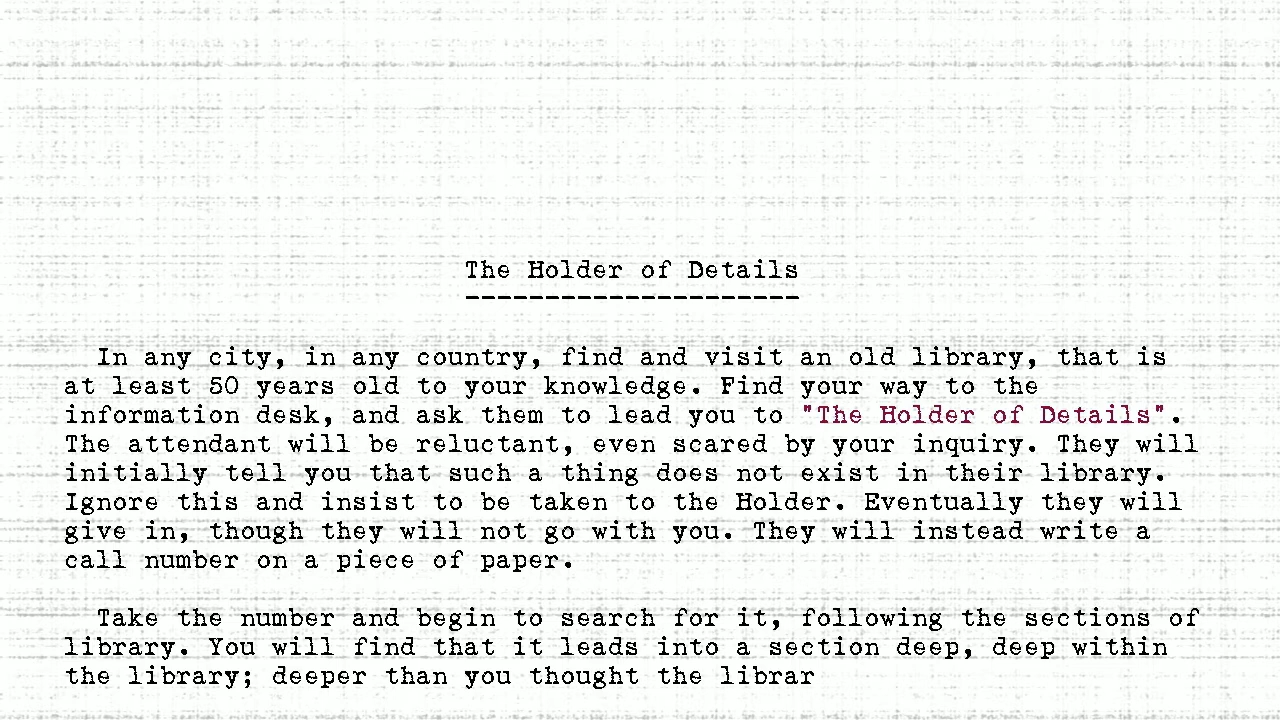 The Holder of Details
---------------------
In any city, in any country, find and visit an old library, that is
at least 50 years old to your knowledge. Find your way to the
information desk, and ask them to lead you to "The Holder of Details".
The attendant will be reluctant, even scared by your inquiry. They will
initially tell you that such a thing does not exist in their library.
Ignore this and insist to be taken to the Holder. Eventually they will
give in, though they will not go with you. They will instead write a
call number on a piece of paper.
Take the number and begin to search for it, following the sections of
library. You will find that it leads into a section deep, deep within
the library; deeper than you thought the librar